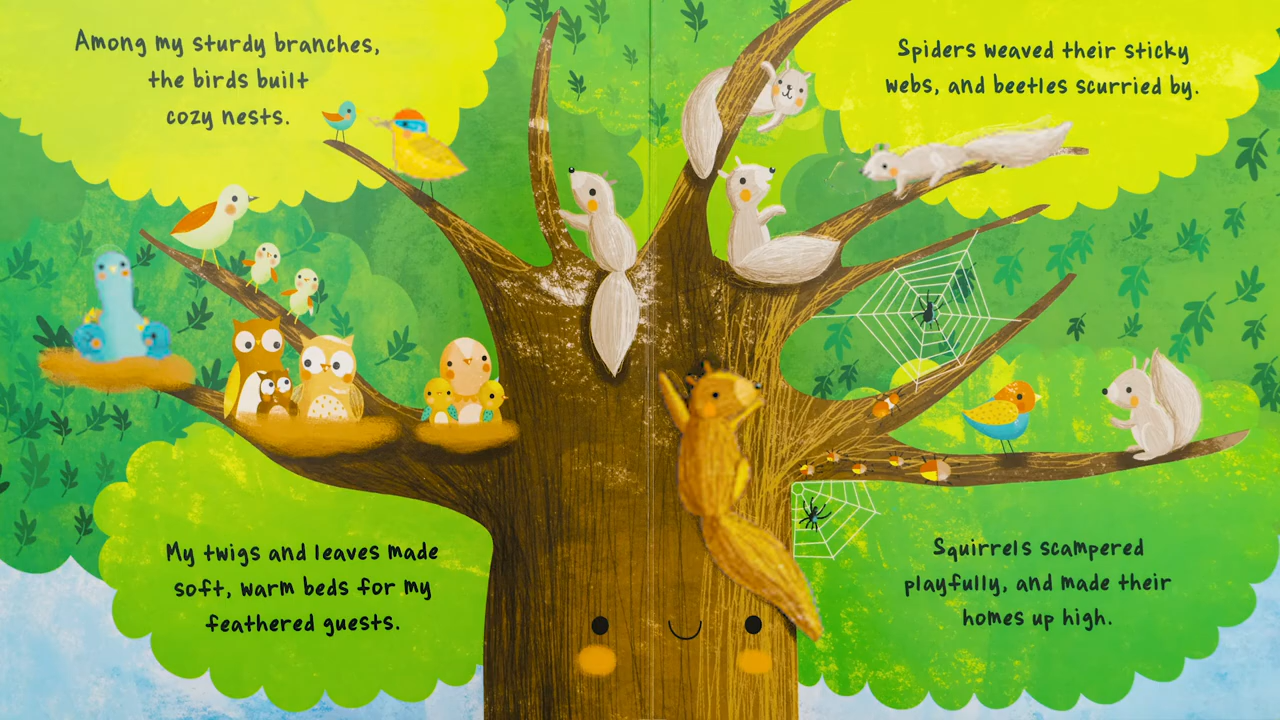 Among my sturdy branches,
the birds built
cozy nests.
My twigs and leaves made
soft, warm beds for my
feathered guests.
Spiders weaved their sticky
webs, and beetles scurried by.
Squirrels scampered
playfully, and made their
homes up high.